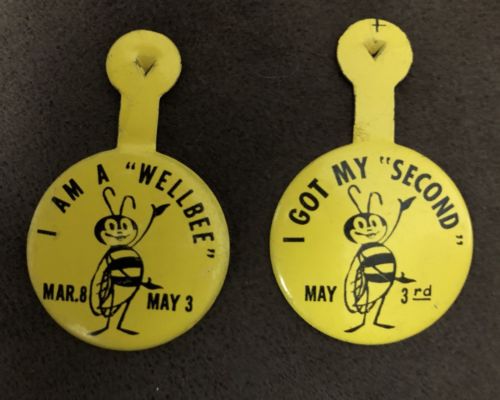 I AM A "WELLBEE"
MAR.8 MAY 3
I GOT MY "SECOND"
MAY 3rd